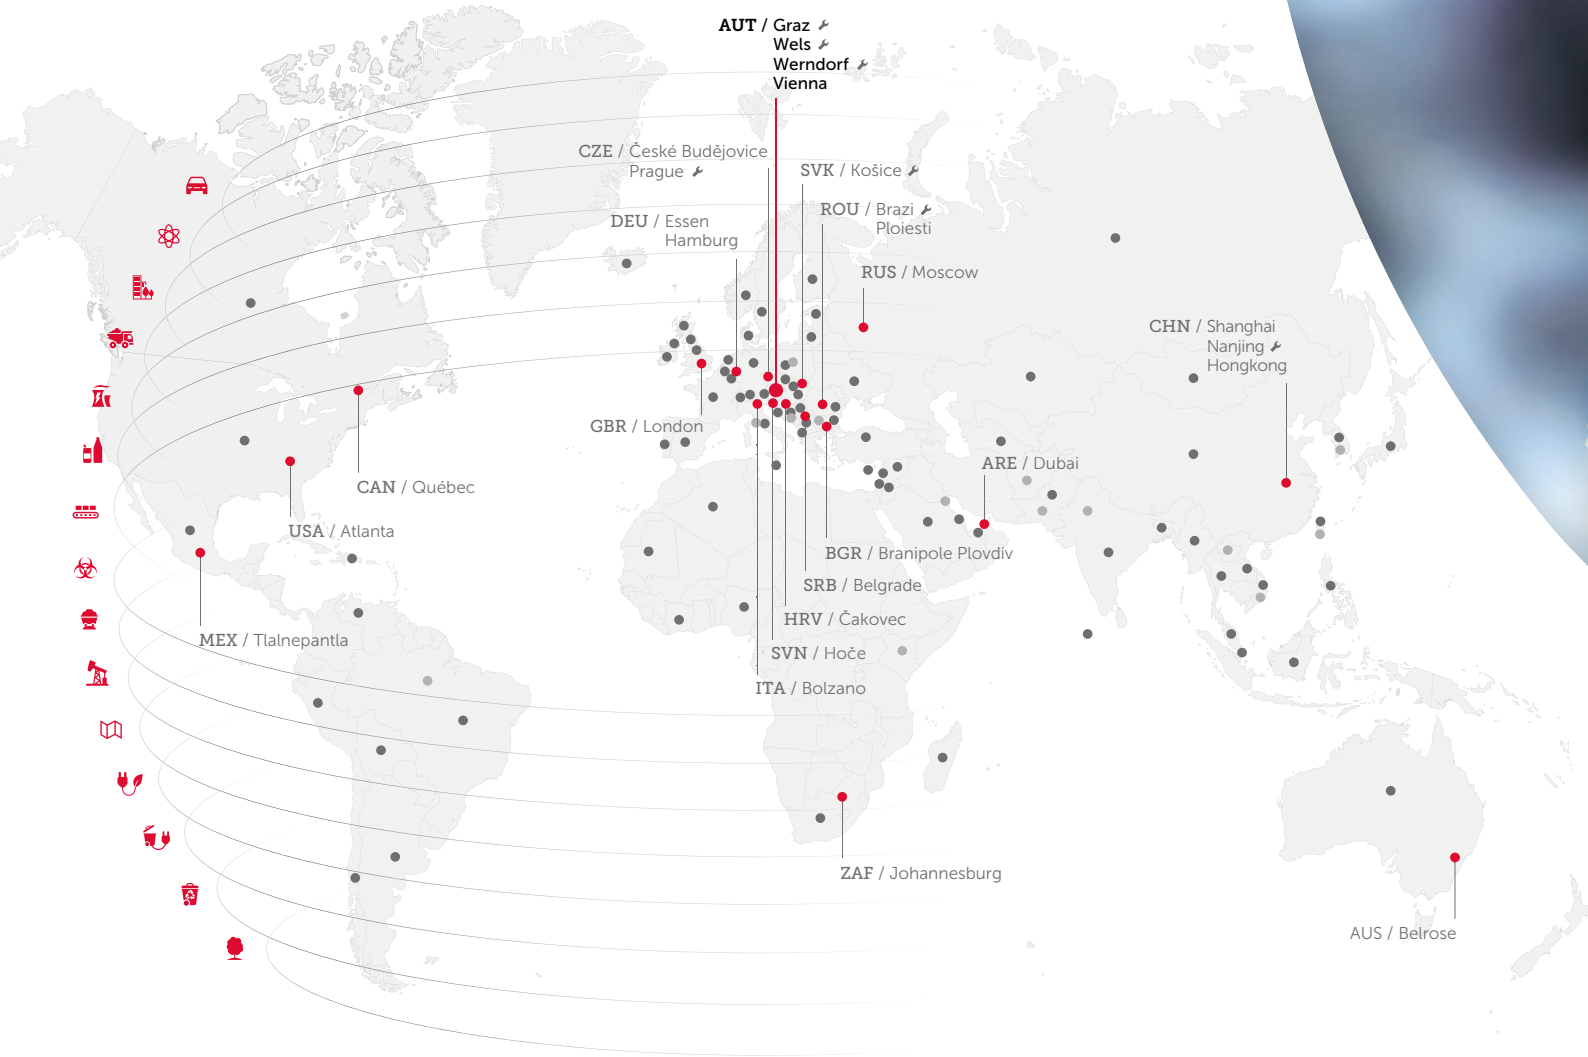 AUT / Graz
Wels
Werndorf
Vienna
CZE / České Budějovice
Prague
SVK / Košice
ROU / Brazi
Ploiesti
DEU / Essen
Hamburg
RUS / Moscow
CHN / Shanghai
Nanjing
Hongkong
GBR / London
ARE / Dubai
CAN / Québec
USA / Atlanta
BGR / Branipole Plovdiv
SRB / Belgrade
HRV / Čakovec
MEX / Tlalnepantla
SVN / Hoče
ITA / Bolzano
ZAF / Johannesburg
AUS / Belrose